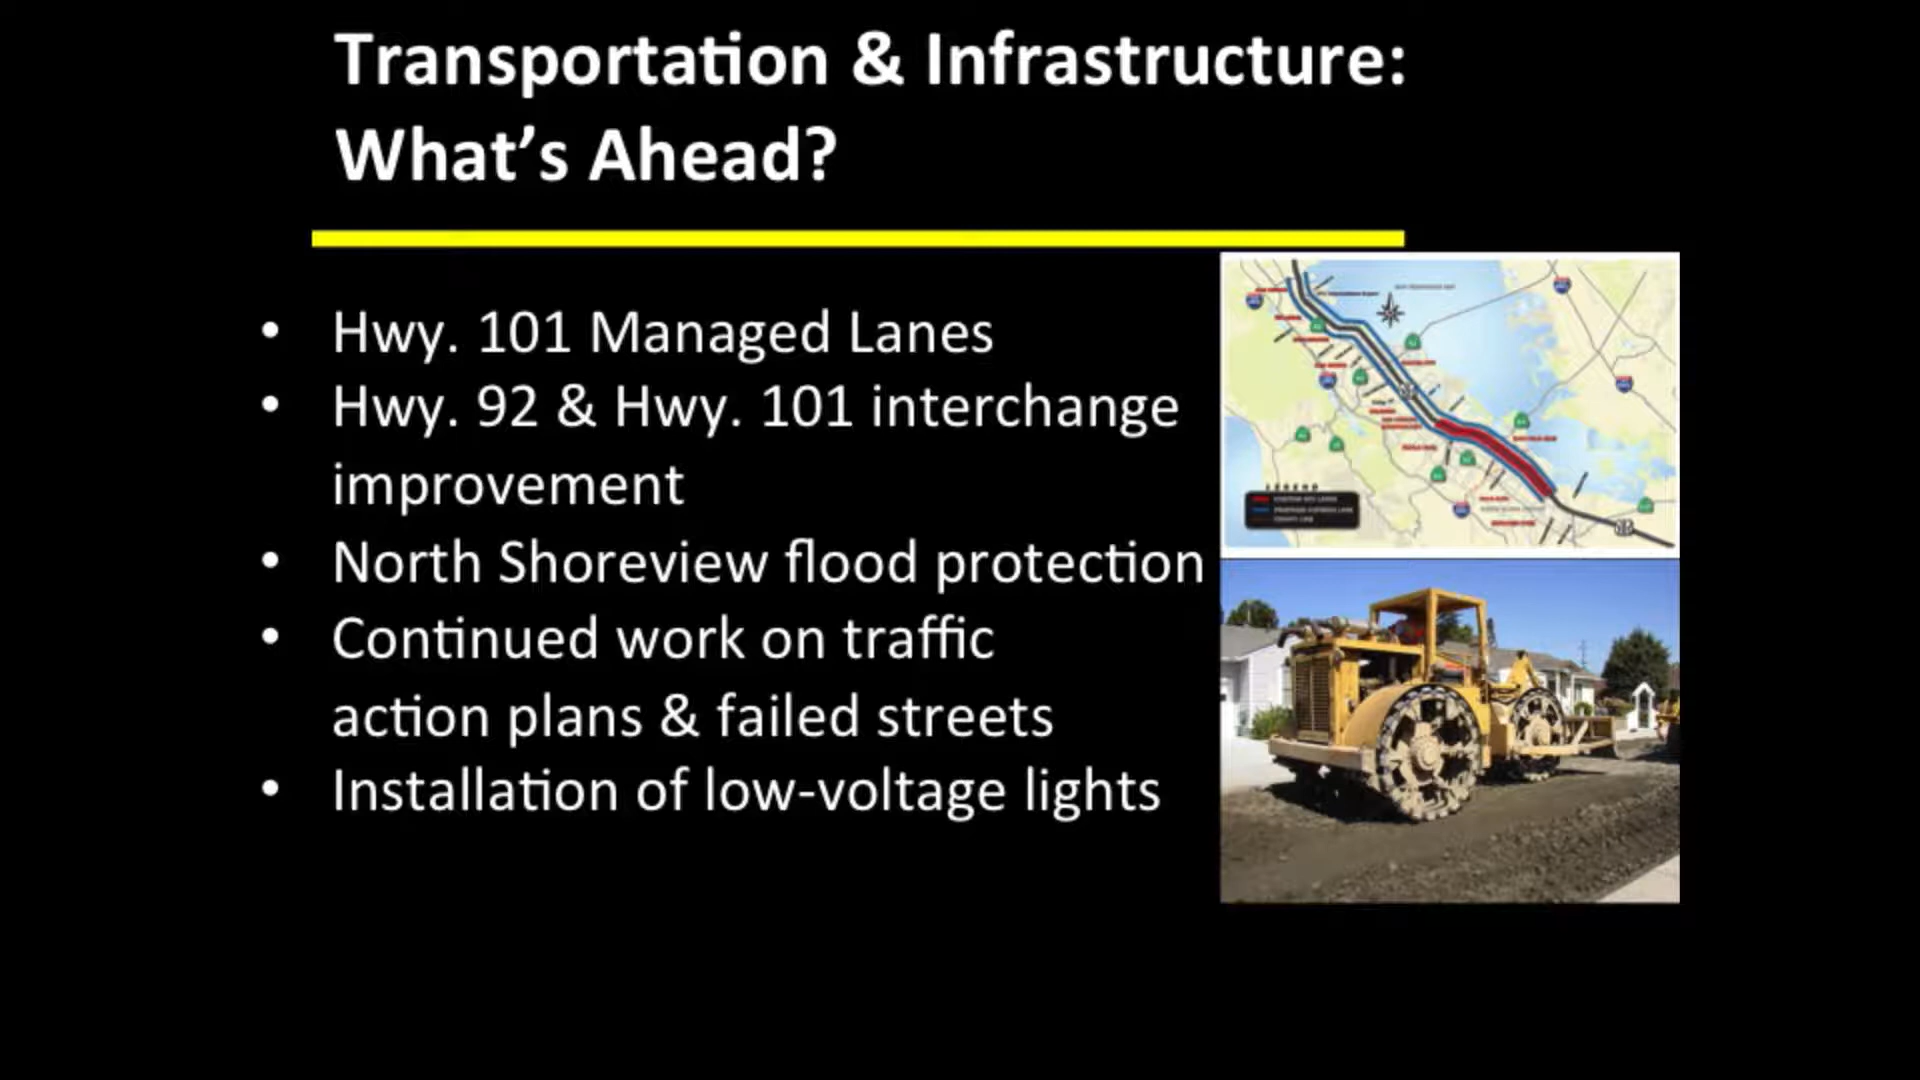 Transportation & Infrastructure:
What's Ahead?
• Hwy. 101 Managed Lanes
• Hwy. 92 & Hwy. 101 interchange
improvement
• North Shoreview flood protection
• Continued work on traffic
action plans & failed streets
• Installation of low-voltage lights
LEGEND